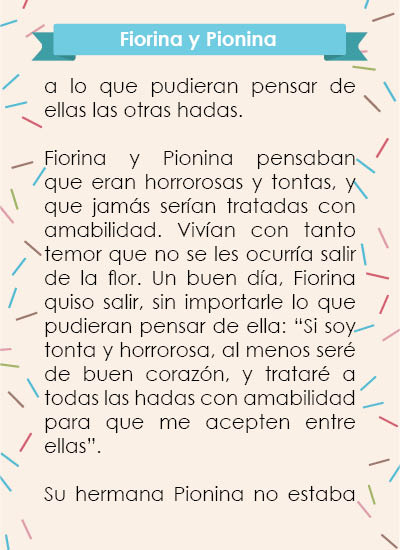 Fiorina y Pionina
a lo que pudieran pensar de
ellas las otras hadas.
Fiorina y Pionina pensaban
que eran horrorosas y tontas, y
que jamás serían tratadas con
amabilidad. Vivían con tanto
temor que no se les ocurría salir
de la flor. Un buen día, Fiorina
quiso salir, sin importarle lo que
pudieran pensar de ella: “Si soy
tonta y horrorosa, al menos seré
de buen corazón, y trataré a
todas las hadas con amabilidad
para que me acepten entre
ellas”.
Su hermana Pionina no estaba